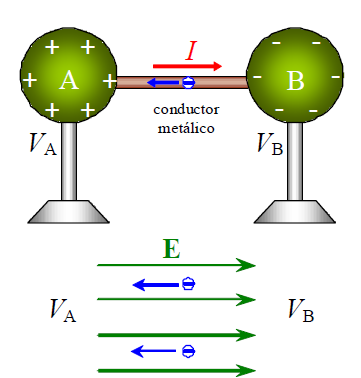 I
+ + + + + +
A
- - - - - -
B
conductor
metálico
V_A
V_B
E
V_A
V_B